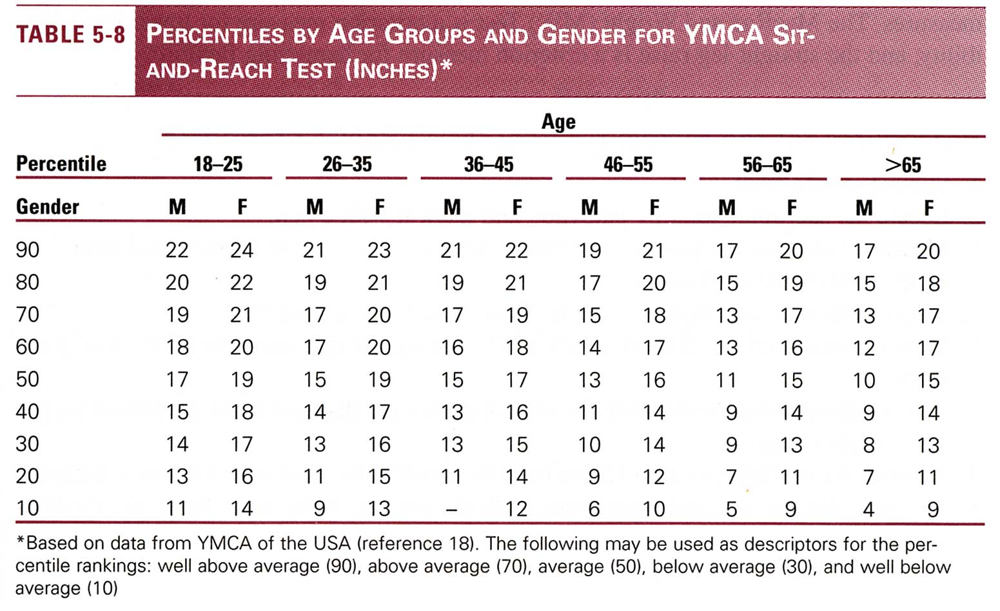 TABLE 5-8 PERCENTILES BY AGE GROUPS AND GENDER FOR YMCA SIT-
AND-REACH TEST (INCHES)*
Age
Percentile 18–25 26–35 36–45 46–55 56–65 >65
Gender M F M F M F M F M F M F
90 22 24 21 23 21 22 19 21 17 20 17 20
80 20 22 19 21 19 21 17 20 15 19 15 18
70 19 21 17 20 17 19 15 18 13 17 13 17
60 18 20 17 20 16 18 14 17 13 16 12 17
50 17 19 15 19 15 17 13 16 11 15 10 15
40 15 18 14 17 13 16 11 14 9 14 9 14
30 14 17 13 16 13 15 10 14 9 13 8 13
20 13 16 11 15 11 14 9 12 7 11 7 11
10 11 14 9 13 – 12 6 10 5 9 4 9
*Based on data from YMCA of the USA (reference 18). The following may be used as descriptors for the per-
centile rankings: well above average (90), above average (70), average (50), below average (30), and well below
average (10)